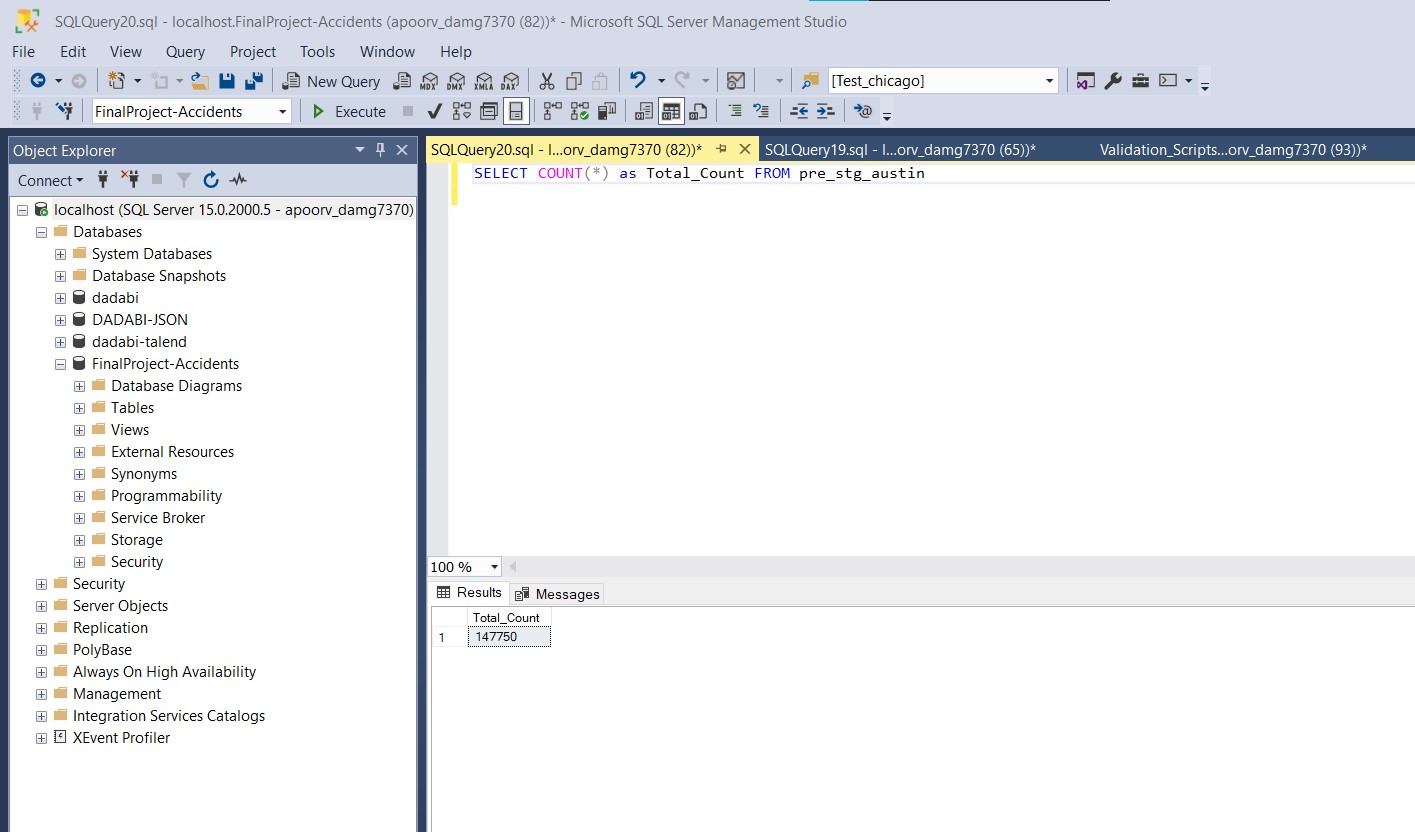 SQLQuery20.sql - localhost.FinalProject-Accidents (apoorv_damg7370 (82))* - Microsoft SQL Server Management Studio
File Edit View Query Project Tools Window Help
New Query MDX DMX XMLA DAX [Test_chicago]
FinalProject-Accidents Execute
Object Explorer
Connect
localhost (SQL Server 15.0.2000.5 - apoorv_damg7370)
Databases
System Databases
Database Snapshots
dadabi
DADABI-JSON
dadabi-talend
FinalProject-Accidents
Database Diagrams
Tables
Views
External Resources
Synonyms
Programmability
Service Broker
Storage
Security
Security
Server Objects
Replication
PolyBase
Always On High Availability
Management
Integration Services Catalogs
XEvent Profiler
SQLQuery20.sql - l...orv_damg7370 (82))* SQLQuery19.sql - l...orv_damg7370 (65))* Validation_Scripts...orv_damg7370 (93))*
SELECT COUNT(*) as Total_Count FROM pre_stg_austin
100 %
Results Messages
Total_Count
1 147750